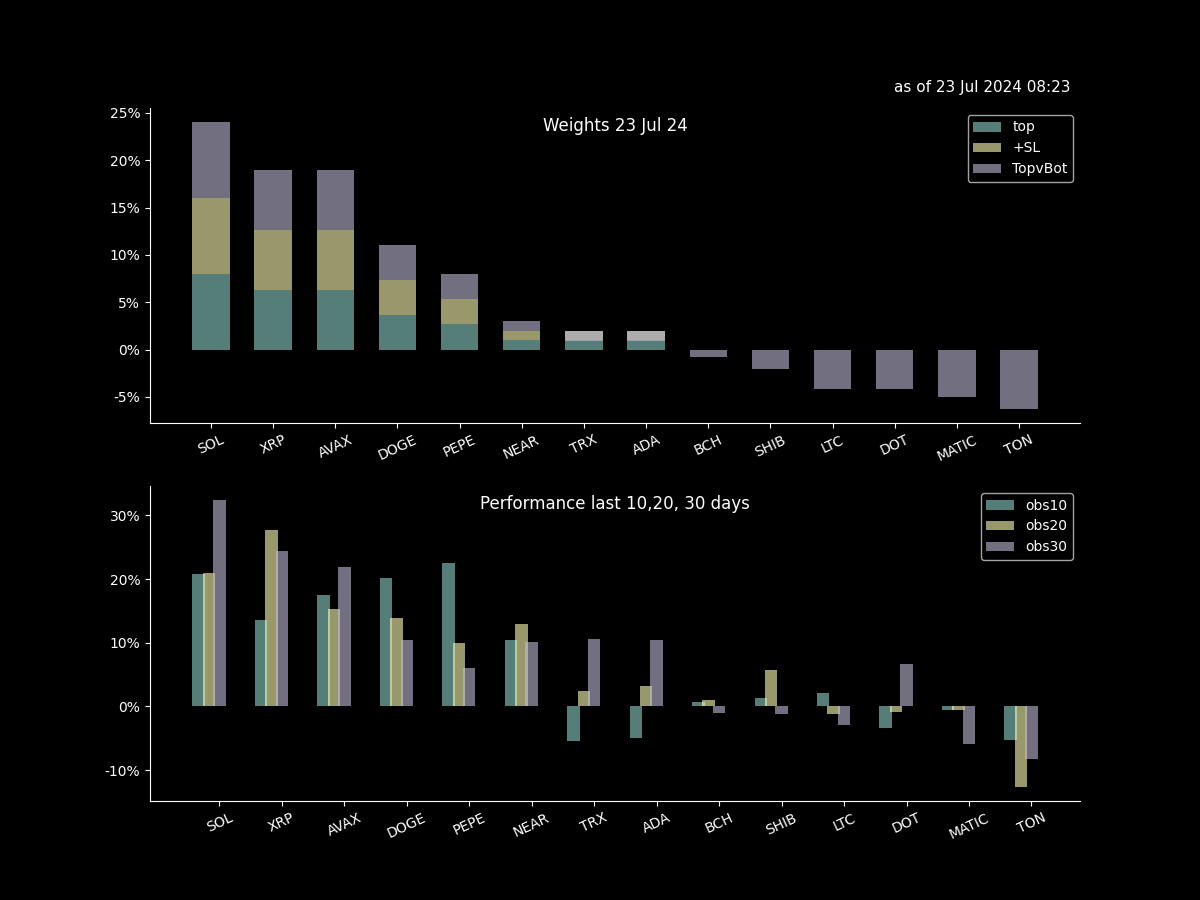 as of 23 Jul 2024 08:23
Weights 23 Jul 24
top
+SL
TopvBot
25%
20%
15%
10%
5%
0%
-5%
SOL XRP AVAX DOGE PEPE NEAR TRX ADA BCH SHIB LTC DOT MATIC TON
Performance last 10,20, 30 days
obs10
obs20
obs30
30%
20%
10%
0%
-10%
SOL XRP AVAX DOGE PEPE NEAR TRX ADA BCH SHIB LTC DOT MATIC TON